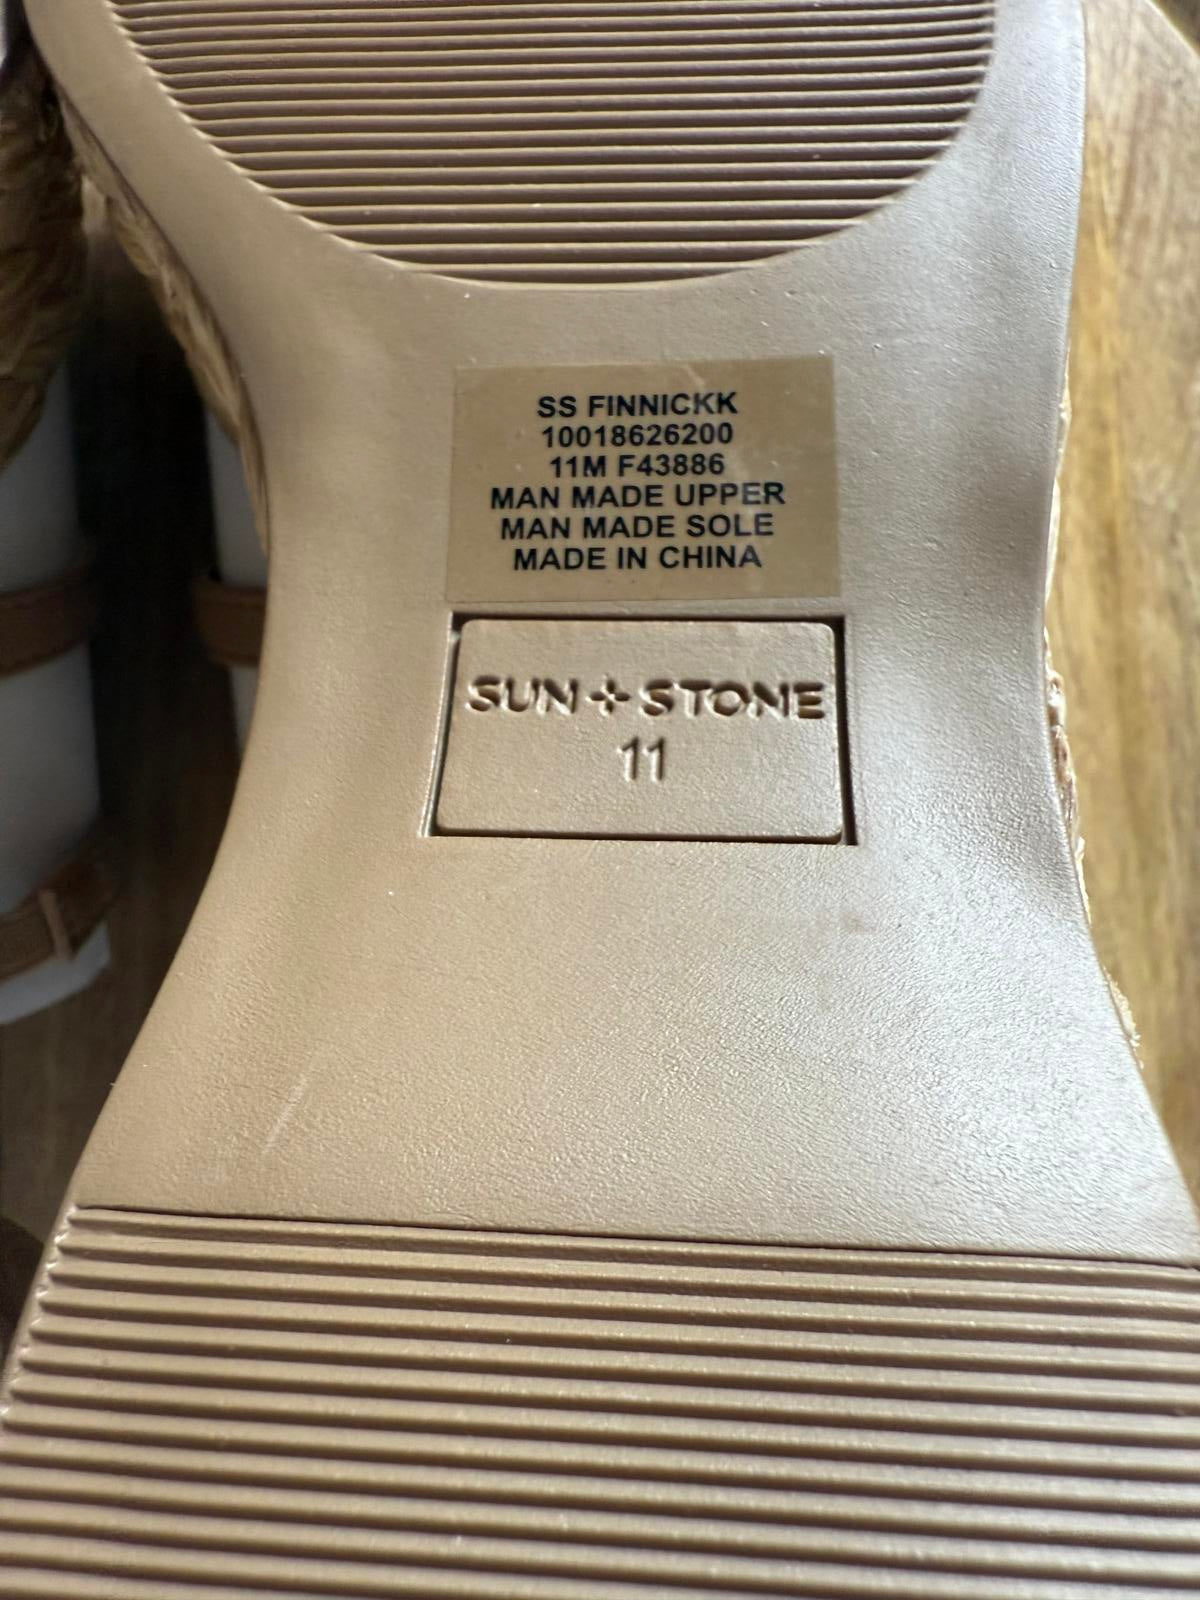 SS FINNICKK
10018626200
11M F43886
MAN MADE UPPER
MAN MADE SOLE
MADE IN CHINA
SUN + STONE
11